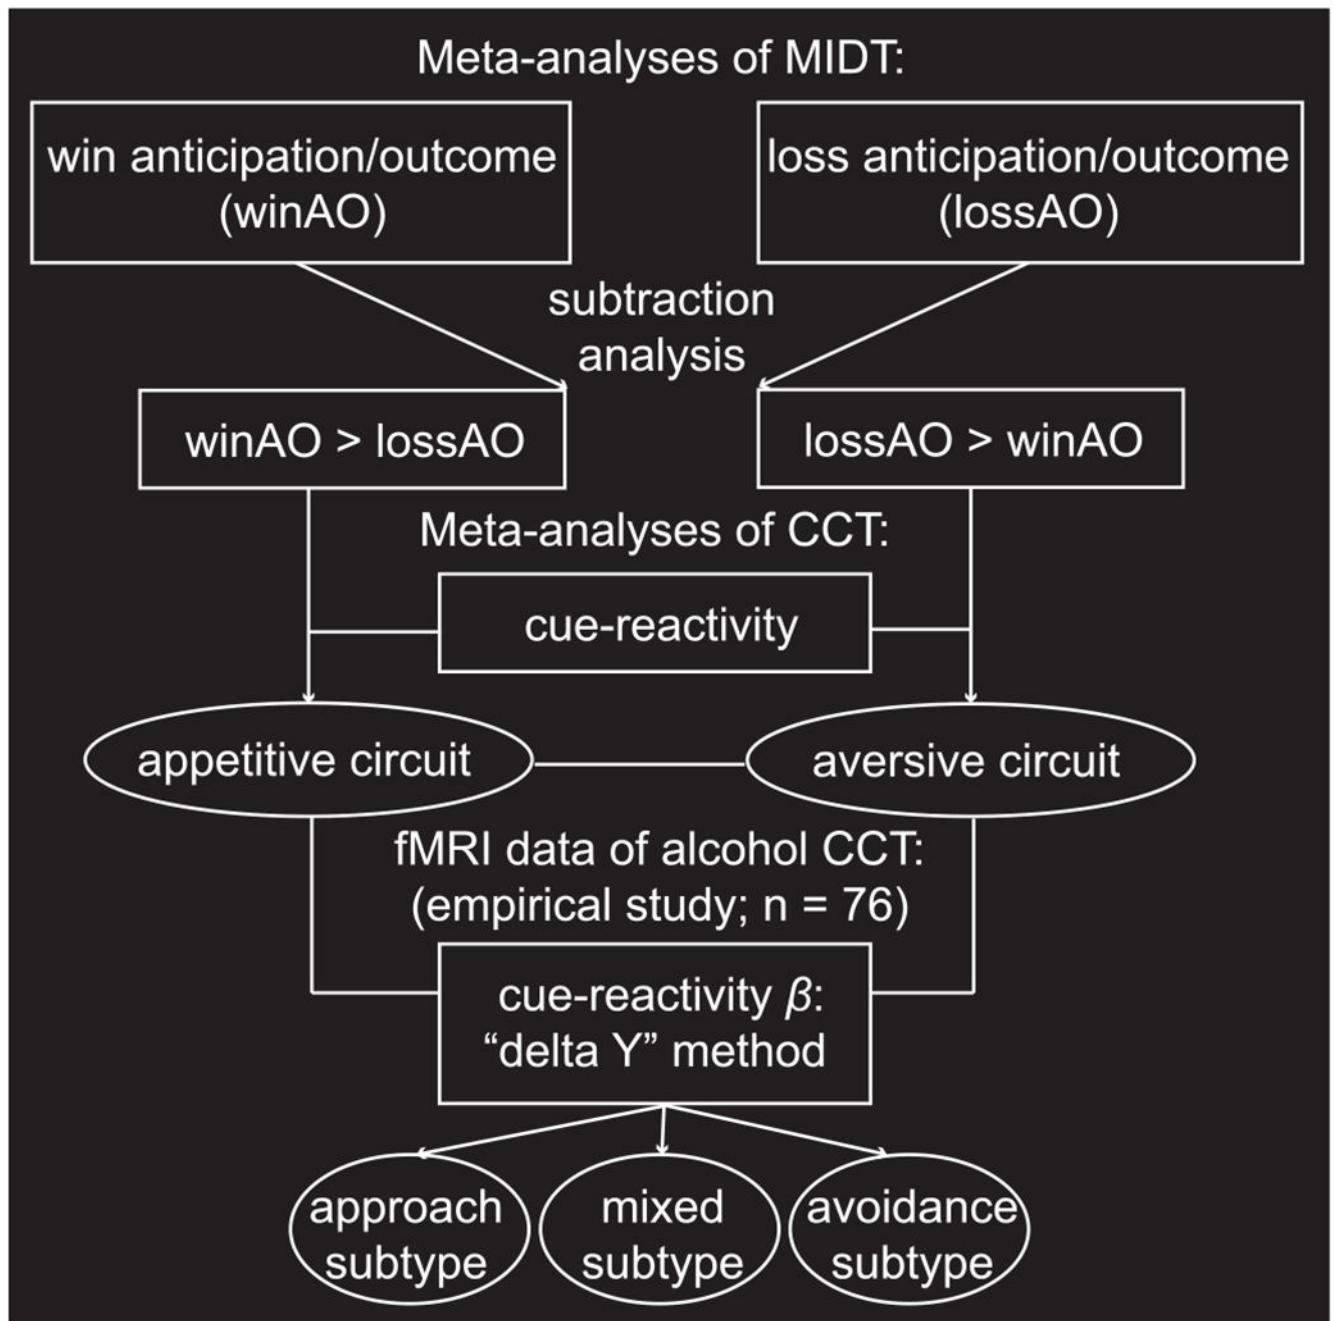 Meta-analyses of MIDT:
win anticipation/outcome
(winAO)
loss anticipation/outcome
(lossAO)
subtraction
analysis
winAO > lossAO
lossAO > winAO
Meta-analyses of CCT:
cue-reactivity
appetitive circuit
aversive circuit
fMRI data of alcohol CCT:
(empirical study; n = 76)
cue-reactivity β:
“delta Y” method
approach
subtype
mixed
subtype
avoidance
subtype